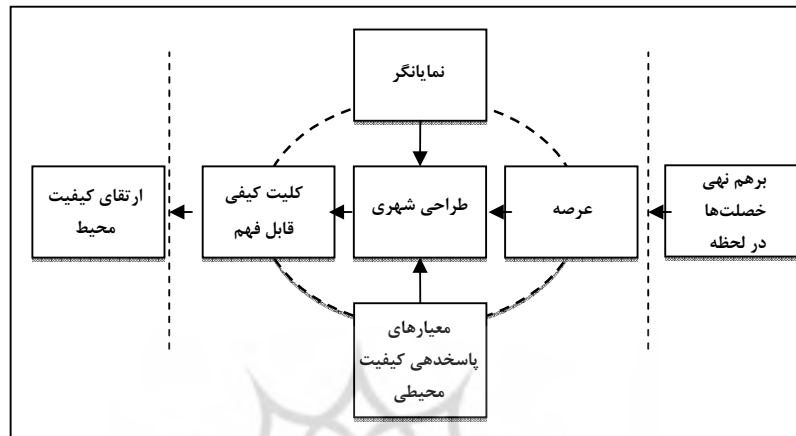 نمایانگر
برهم نهی
خصلت‌ها
در لحظه
عرصه
طراحی شهری
کلیت کیفی
قابل فهم
ارتقای کیفیت
محیط
معیارهای
پاسخدهی کیفیت
محیطی